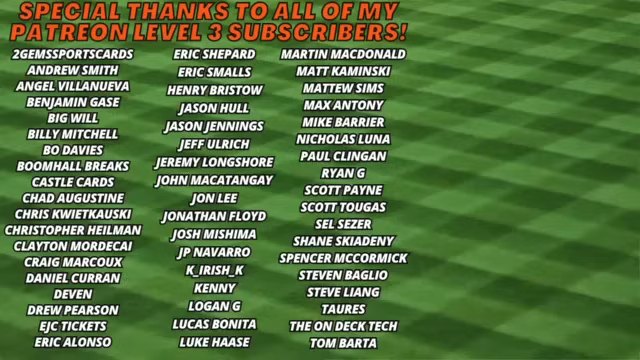 SPECIAL THANKS TO ALL OF MY
PATREON LEVEL 3 SUBSCRIBERS!
2GEMSSPORTSCARDS
ANDREW SMITH
ANGEL VILLANUEVA
BENJAMIN GASE
BIG WILL
BILLY MITCHELL
BO DAVIES
BOOMHALL BREAKS
CASTLE CARDS
CHAD AUGUSTINE
CHRIS KWIETKAUSKI
CHRISTOPHER HEILMAN
CLAYTON MORDECAI
CRAIG MARCOUX
DANIEL CURRAN
DEVEN
DREW PEARSON
EJC TICKETS
ERIC ALONSO
ERIC SHEPARD
ERIC SMALLS
HENRY BRISTOW
JASON HULL
JASON JENNINGS
JEFF ULRICH
JEREMY LONGSHORE
JOHN MACATANGAY
JON LEE
JONATHAN FLOYD
JOSH MISHIMA
JP NAVARRO
K_IRISH_K
KENNY
LOGAN G
LUCAS BONITA
LUKE HAASE
MARTIN MACDONALD
MATT KAMINSKI
MATTEW SIMS
MAX ANTONY
MIKE BARRIER
NICHOLAS LUNA
PAUL CLINGAN
RYAN G
SCOTT PAYNE
SCOTT TOUGAS
SEL SEZER
SHANE SKIADENY
SPENCER MCCORMICK
STEVEN BAGLIO
STEVE LIANG
TAURES
THE ON DECK TECH
TOM BARTA